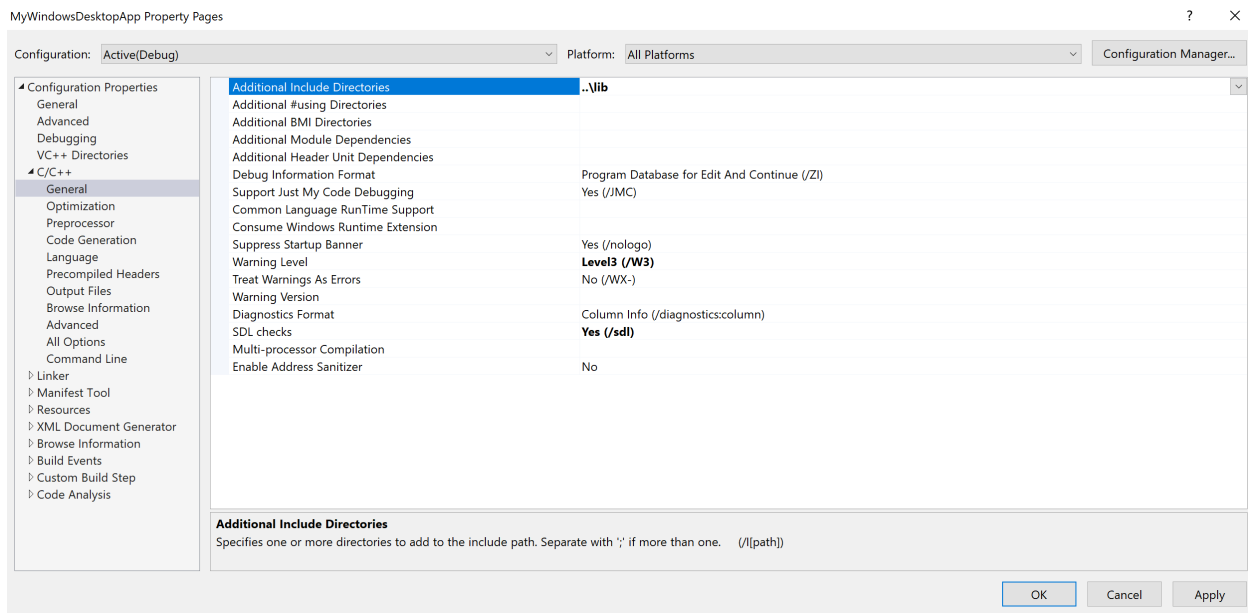 MyWindowsDesktopApp Property Pages
?
Configuration: Active(Debug) Platform: All Platforms Configuration Manager...
Configuration Properties
General
Advanced
Debugging
VC++ Directories
C/C++
General
Optimization
Preprocessor
Code Generation
Language
Precompiled Headers
Output Files
Browse Information
Advanced
All Options
Command Line
Linker
Manifest Tool
Resources
XML Document Generator
Browse Information
Build Events
Custom Build Step
Code Analysis
Additional Include Directories ..\lib
Additional #using Directories
Additional BMI Directories
Additional Module Dependencies
Additional Header Unit Dependencies
Debug Information Format Program Database for Edit And Continue (/ZI)
Support Just My Code Debugging Yes (/JMC)
Common Language RunTime Support
Consume Windows Runtime Extension
Suppress Startup Banner Yes (/nologo)
Warning Level Level3 (/W3)
Treat Warnings As Errors No (/WX-)
Warning Version
Diagnostics Format Column Info (/diagnostics:column)
SDL checks Yes (/sdl)
Multi-processor Compilation
Enable Address Sanitizer No
Additional Include Directories
Specifies one or more directories to add to the include path. Separate with ';' if more than one. (/I[path])
OK Cancel Apply